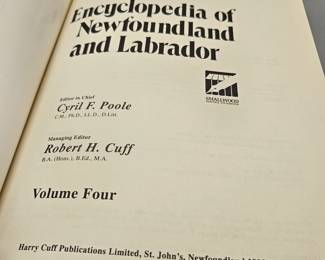 Encyclopedia of
Newfoundland
and Labrador
Editor in Chief
Cyril F. Poole
C.M., Ph.D., LL.D., D.Litt.
SMALLWOOD
Managing Editor
Robert H. Cuff
B.A. (Hons.), B.Ed., M.A.
Volume Four
Harry Cuff Publications Limited, St. John's,